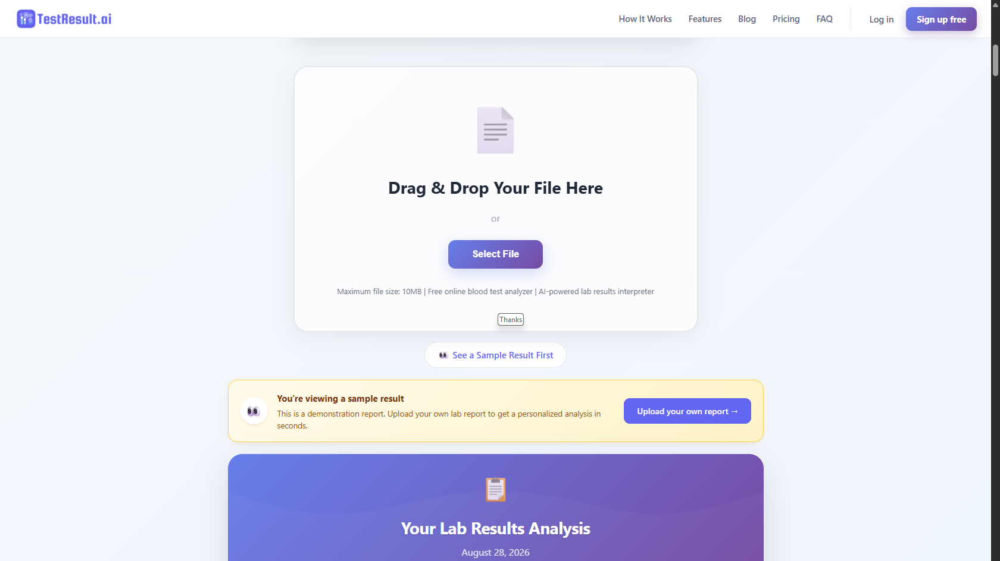 TestResult.ai
How It Works
Features
Blog
Pricing
FAQ
Log in
Sign up free
Drag & Drop Your File Here
or
Select File
Maximum file size: 10MB | Free online blood test analyzer | AI-powered lab results interpreter
Thanks
👀 See a Sample Result First
You're viewing a sample result
This is a demonstration report. Upload your own lab report to get a personalized analysis in
seconds.
Upload your own report →
Your Lab Results Analysis
August 28, 2026